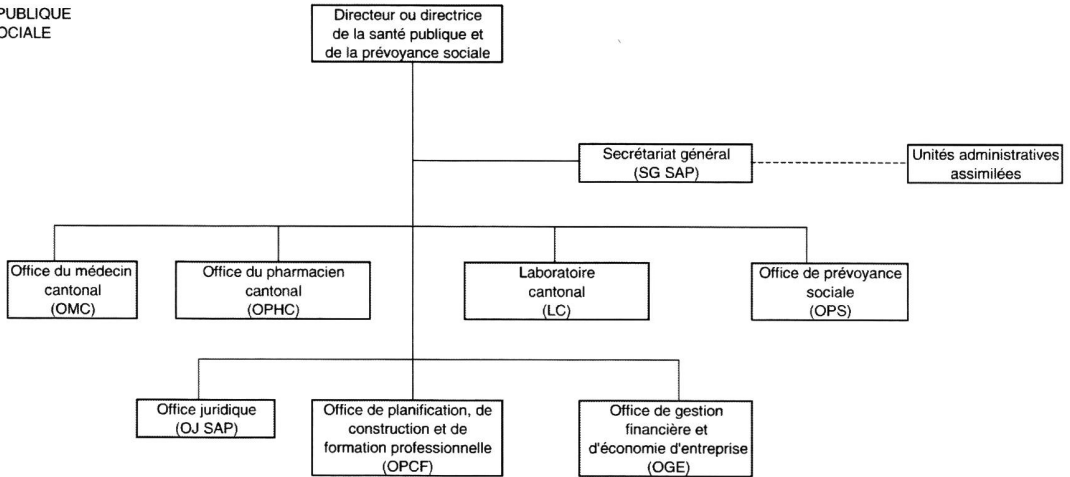 PUBLIQUE
OCIALE
Directeur ou directrice
de la santé publique et
de la prévoyance sociale
Secrétariat général
(SG SAP)
Unités administratives
assimilées
Office du médecin
cantonal
(OMC)
Office du pharmacien
cantonal
(OPHC)
Laboratoire
cantonal
(LC)
Office de prévoyance
sociale
(OPS)
Office juridique
(OJ SAP)
Office de planification, de
construction et de
formation professionnelle
(OPCF)
Office de gestion
financière et
d'économie d'entreprise
(OGE)